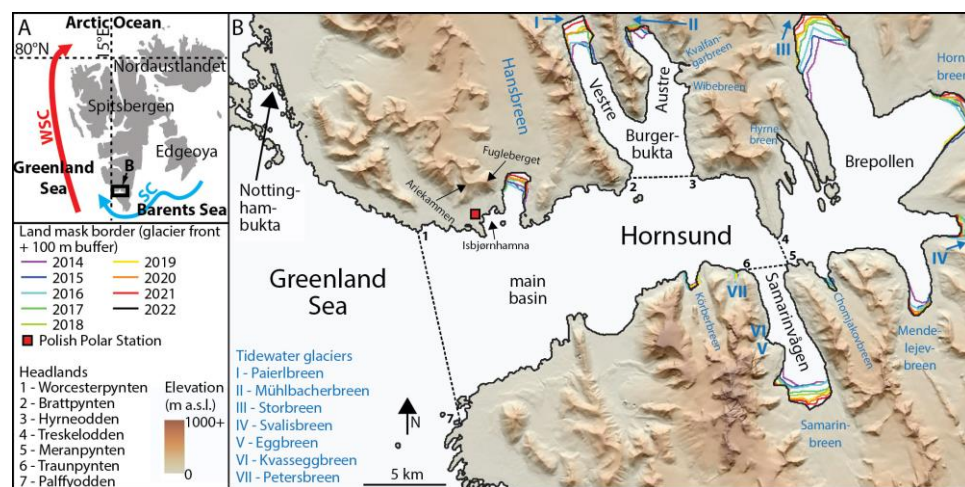 A
Arctic Ocean
80°N
15°E
Nordaustlandet
Spitsbergen
WSC
Edgeoya
Greenland
Sea
B
SC
Barents Sea
Land mask border (glacier front
+ 100 m buffer)
2014
2015
2016
2017
2018
2019
2020
2021
2022
Polish Polar Station
Headlands
1 - Worcesterpynten
2 - Brattpynten
3 - Hyrneodden
4 - Treskelodden
5 - Meranpynten
6 - Traunpynten
7 - Palffyodden
Elevation
(m a.s.l.)
1000+
0
B
I
II
III
Hansbreen
Kvalfan-
garbreen
Wibebreen
Vestre
Austre
Burger-
bukta
Horn-
breen
Hyrne-
breen
Brepollen
Fugleberget
Ariekammen
Notting-
ham-
bukta
Isbjørnhamna
1
2
3
4
5
6
7
Hornsund
main
basin
Greenland
Sea
IV
VII
VI
V
Körberbreen
Samarinvågen
Chomjakovbreen
Mende-
lejev-
breen
Samarin-
breen
Tidewater glaciers
I - Paierlbreen
II - Mühlbacherbreen
III - Storbreen
IV - Svalisbreen
V - Eggbreen
VI - Kvasseggbreen
VII - Petersbreen
N
5 km